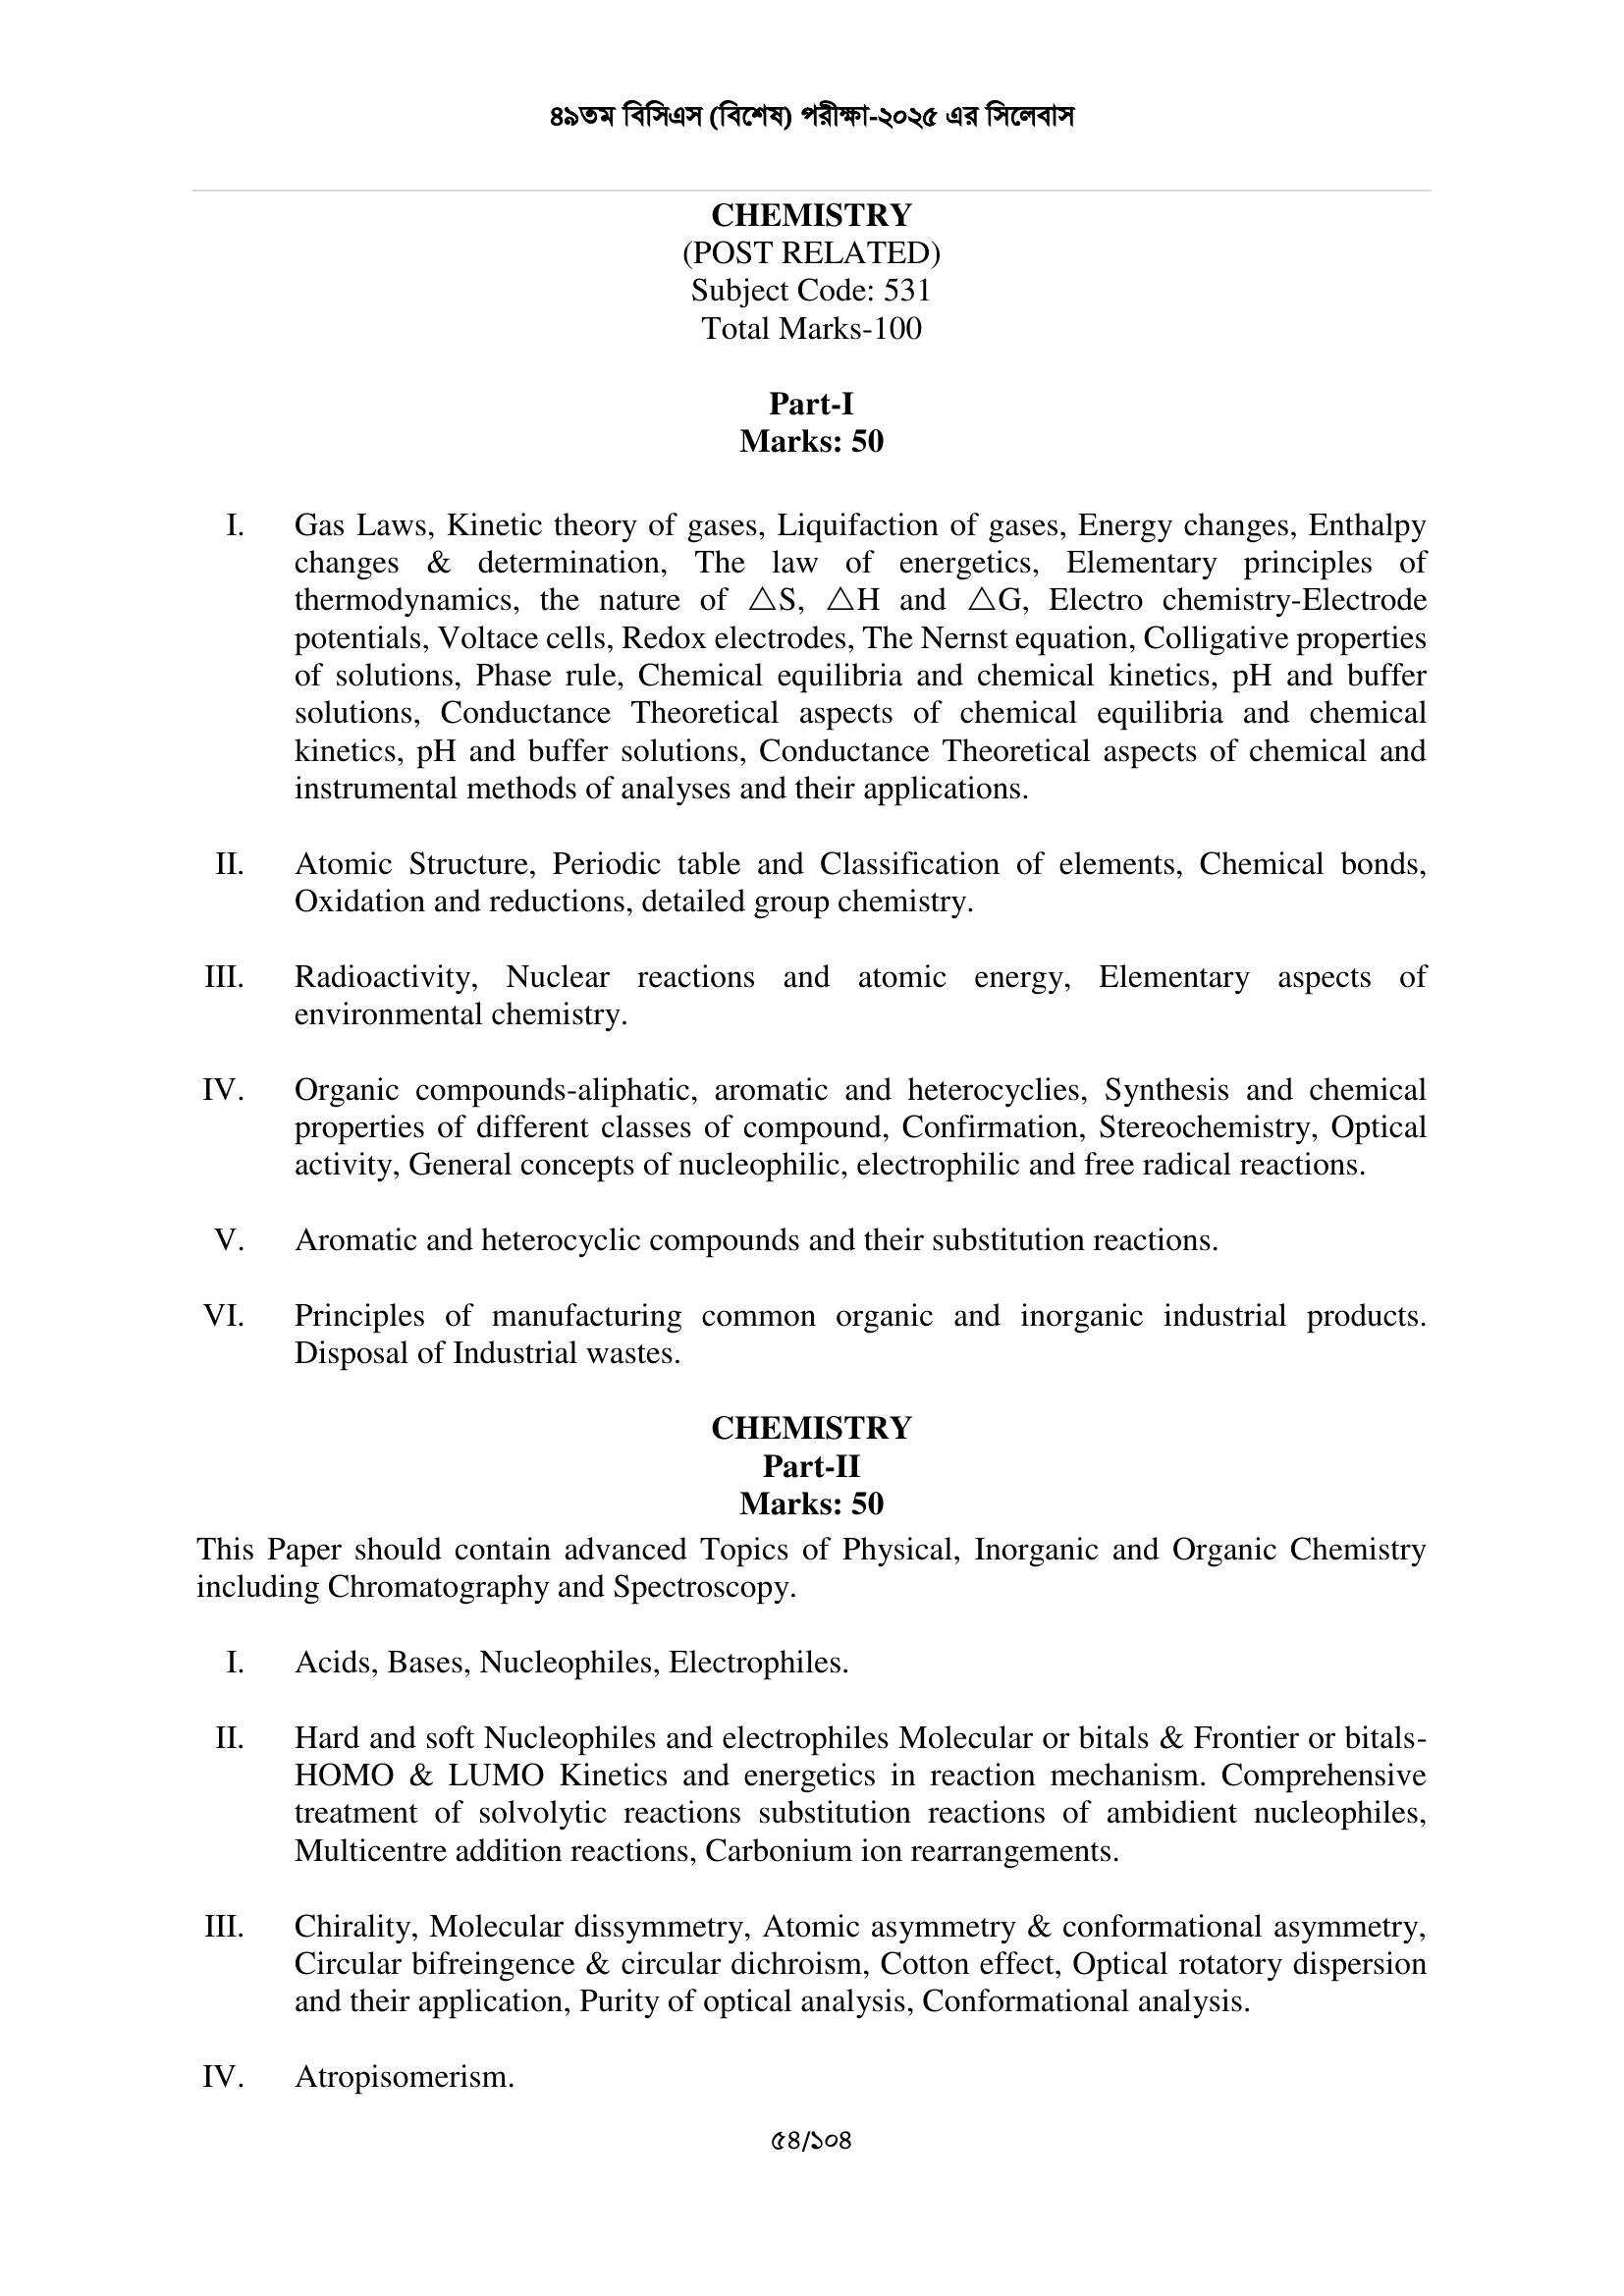 ৪৯তম বিসিএস (বিশেষ) পরীক্ষা-২০২৫ এর সিলেবাস
CHEMISTRY
(POST RELATED)
Subject Code: 531
Total Marks-100
Part-I
Marks: 50
I. Gas Laws, Kinetic theory of gases, Liquifaction of gases, Energy changes, Enthalpy
changes & determination, The law of energetics, Elementary principles of
thermodynamics, the nature of △S, △H and △G, Electro chemistry-Electrode
potentials, Voltace cells, Redox electrodes, The Nernst equation, Colligative properties
of solutions, Phase rule, Chemical equilibria and chemical kinetics, pH and buffer
solutions, Conductance Theoretical aspects of chemical equilibria and chemical
kinetics, pH and buffer solutions, Conductance Theoretical aspects of chemical and
instrumental methods of analyses and their applications.
II. Atomic Structure, Periodic table and Classification of elements, Chemical bonds,
Oxidation and reductions, detailed group chemistry.
III. Radioactivity, Nuclear reactions and atomic energy, Elementary aspects of
environmental chemistry.
IV. Organic compounds-aliphatic, aromatic and heterocyclies, Synthesis and chemical
properties of different classes of compound, Confirmation, Stereochemistry, Optical
activity, General concepts of nucleophilic, electrophilic and free radical reactions.
V. Aromatic and heterocyclic compounds and their substitution reactions.
VI. Principles of manufacturing common organic and inorganic industrial products.
Disposal of Industrial wastes.
CHEMISTRY
Part-II
Marks: 50
This Paper should contain advanced Topics of Physical, Inorganic and Organic Chemistry
including Chromatography and Spectroscopy.
I. Acids, Bases, Nucleophiles, Electrophiles.
II. Hard and soft Nucleophiles and electrophiles Molecular or bitals & Frontier or bitals-
HOMO & LUMO Kinetics and energetics in reaction mechanism. Comprehensive
treatment of solvolytic reactions substitution reactions of ambidient nucleophiles,
Multicentre addition reactions, Carbonium ion rearrangements.
III. Chirality, Molecular dissymmetry, Atomic asymmetry & conformational asymmetry,
Circular bifreingence & circular dichroism, Cotton effect, Optical rotatory dispersion
and their application, Purity of optical analysis, Conformational analysis.
IV. Atropisomerism.
৫৪/১০৪